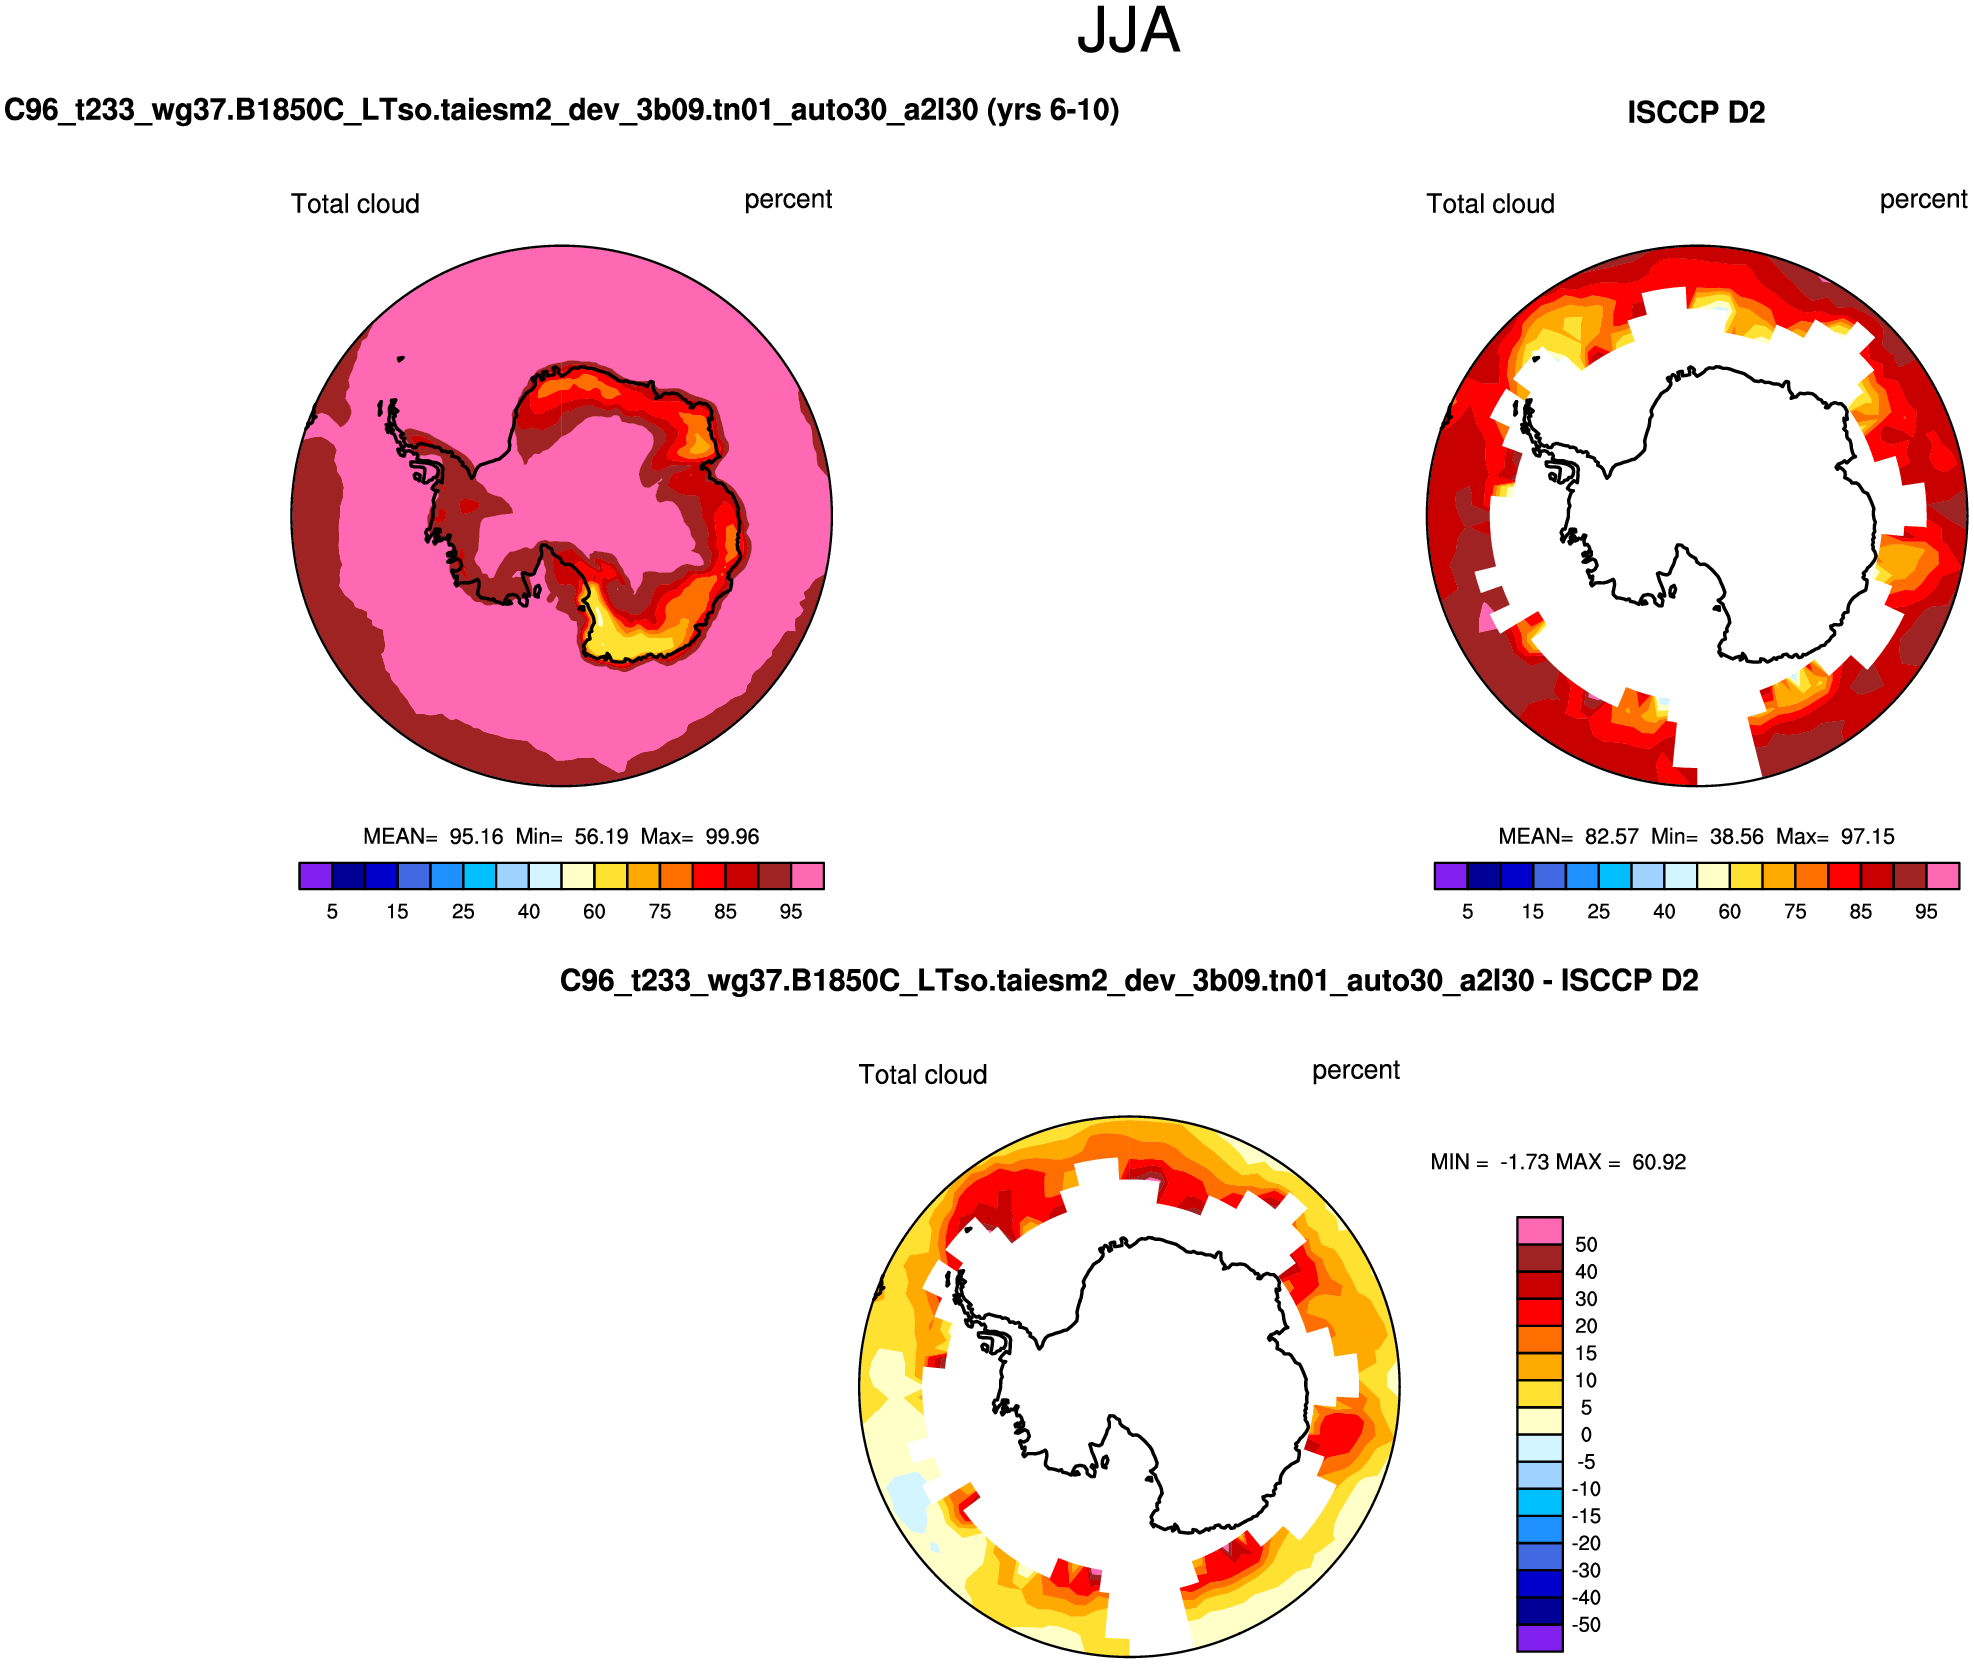 JJA
C96_t233_wg37.B1850C_LTso.taiesm2_dev_3b09.tn01_auto30_a2l30 (yrs 6-10)
ISCCP D2
Total cloud percent
Total cloud percent
MEAN= 95.16 Min= 56.19 Max= 99.96
MEAN= 82.57 Min= 38.56 Max= 97.15
5 15 25 40 60 75 85 95
5 15 25 40 60 75 85 95
C96_t233_wg37.B1850C_LTso.taiesm2_dev_3b09.tn01_auto30_a2l30 - ISCCP D2
Total cloud percent
MIN = -1.73 MAX = 60.92
50
40
30
20
15
10
5
0
-5
-10
-15
-20
-30
-40
-50